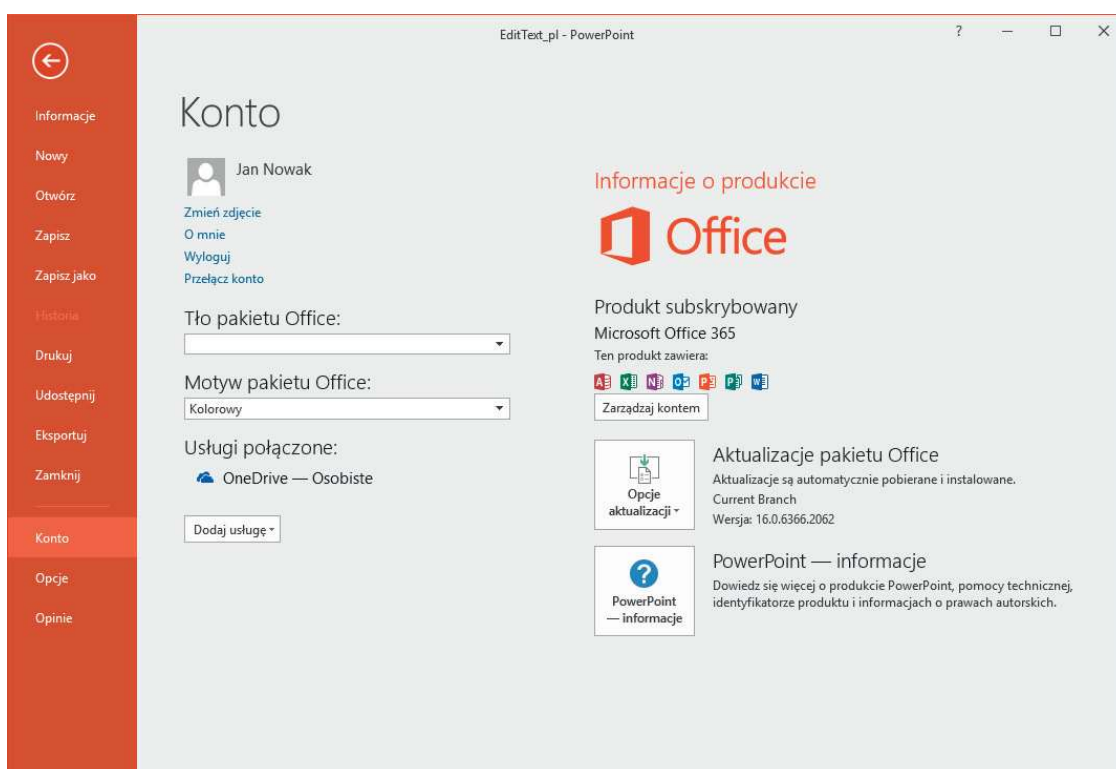 EditText_pl - PowerPoint
?
Informacje
Nowy
Otwórz
Zapisz
Zapisz jako
Historia
Drukuj
Udostępnij
Eksportuj
Zamknij
Konto
Opcje
Opinie
Konto
Jan Nowak
Zmień zdjęcie
O mnie
Wyloguj
Przełącz konto
Tło pakietu Office:
Motyw pakietu Office:
Kolorowy
Usługi połączone:
OneDrive — Osobiste
Dodaj usługę
Informacje o produkcie
Office
Produkt subskrybowany
Microsoft Office 365
Ten produkt zawiera:
Zarządzaj kontem
Opcje
aktualizacji
Aktualizacje pakietu Office
Aktualizacje są automatycznie pobierane i instalowane.
Current Branch
Wersja: 16.0.6366.2062
PowerPoint
— informacje
PowerPoint — informacje
Dowiedz się więcej o produkcie PowerPoint, pomocy technicznej,
identyfikatorze produktu i informacjach o prawach autorskich.